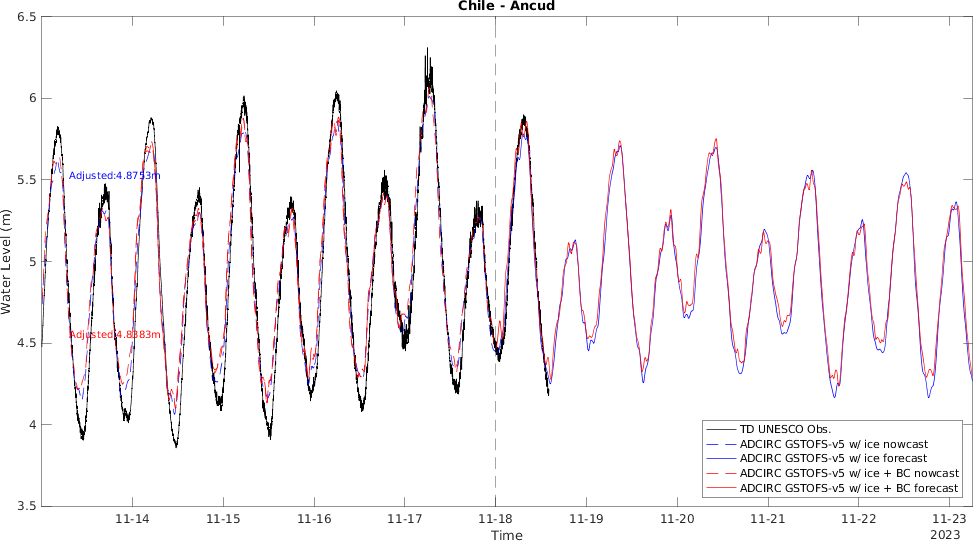 Chile - Ancud
Water Level (m)
6.5
6
5.5
5
4.5
4
3.5
Adjusted:4.8753m
Adjusted:4.8383m
TD UNESCO Obs.
ADCIRC GSTOFS-v5 w/ ice nowcast
ADCIRC GSTOFS-v5 w/ ice forecast
ADCIRC GSTOFS-v5 w/ ice + BC nowcast
ADCIRC GSTOFS-v5 w/ ice + BC forecast
11-14 11-15 11-16 11-17 11-18 11-19 11-20 11-21 11-22 11-23
Time
2023